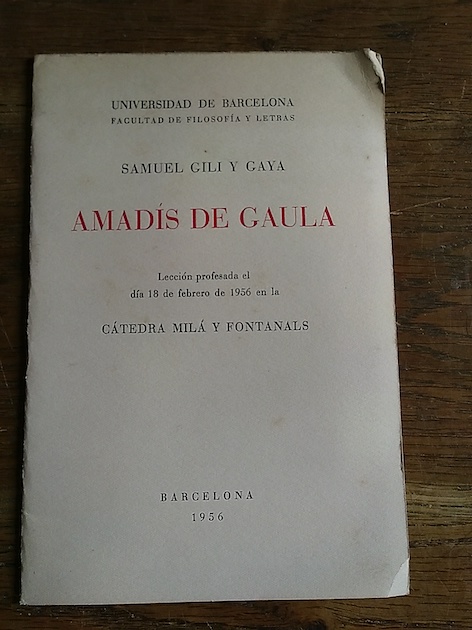 UNIVERSIDAD DE BARCELONA
FACULTAD DE FILOSOFÍA Y LETRAS
SAMUEL GILI Y GAYA
AMADÍS DE GAULA
Lección profesada el
día 18 de febrero de 1956 en la
CÁTEDRA MILÁ Y FONTANALS
BARCELONA
1956